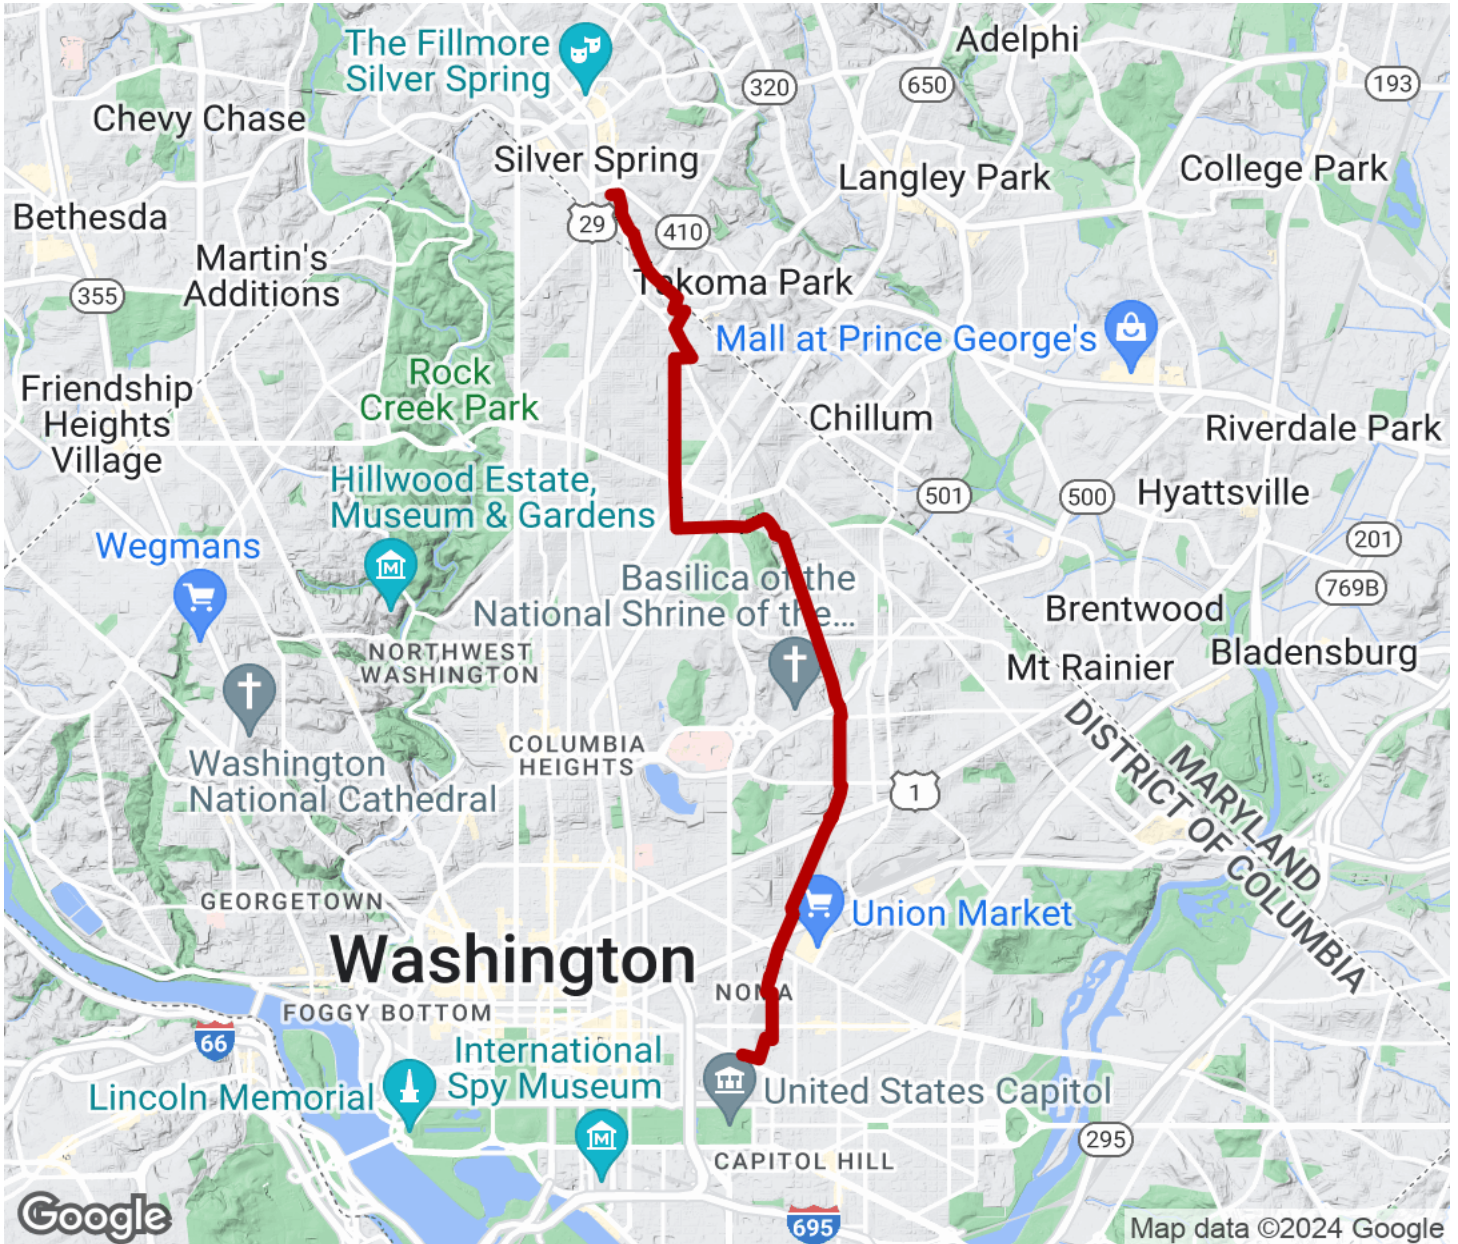 The Fillmore
Silver Spring
Adelphi
320
650
193
Chevy Chase
Silver Spring
Langley Park
College Park
Bethesda
29
410
Martin's
Additions
355
Takoma Park
Mall at Prince George's
Rock
Creek Park
Friendship
Heights
Village
Chillum
Riverdale Park
Hillwood Estate,
Museum & Gardens
501
500
Hyattsville
Wegmans
201
Basilica of the
National Shrine of the...
769B
Brentwood
NORTHWEST
WASHINGTON
Mt Rainier
Bladensburg
COLUMBIA
HEIGHTS
Washington
National Cathedral
1
MARYLAND
DISTRICT OF COLUMBIA
GEORGETOWN
Union Market
Washington
NOMA
FOGGY BOTTOM
66
International
Spy Museum
Lincoln Memorial
United States Capitol
295
CAPITOL HILL
695
Google
Map data ©2024 Google